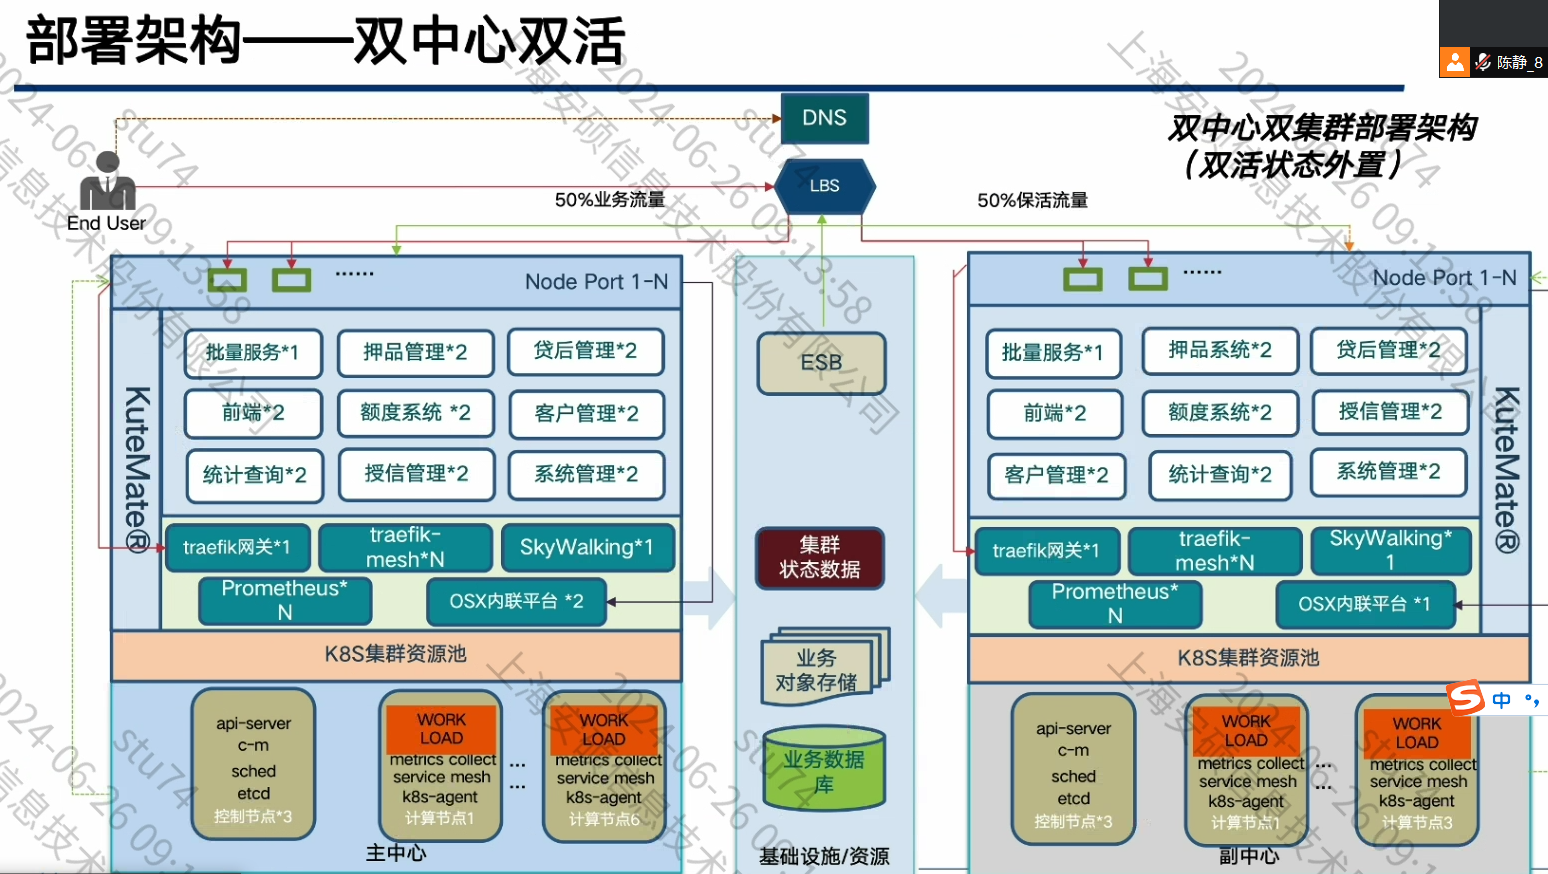 部署架构——双中心双活
陈静_8
DNS
双中心双集群部署架构
（双活状态外置）
LBS
End User
50%业务流量
50%保活流量
······
Node Port 1-N
······
Node Port 1-N
KuteMate®
批量服务*1
押品管理*2
贷后管理*2
前端*2
额度系统 *2
客户管理*2
统计查询*2
授信管理*2
系统管理*2
traefik网关*1
traefik-
mesh*N
SkyWalking*1
Prometheus*
N
OSX内联平台 *2
K8S集群资源池
api-server
c-m
sched
etcd
控制节点*3
WORK
LOAD
metrics collect
service mesh
k8s-agent
计算节点1
...
...
WORK
LOAD
metrics collect
service mesh
k8s-agent
计算节点6
主中心
ESB
集群
状态数据
业务
对象存储
业务数据
库
基础设施/资源
批量服务*1
押品系统*2
贷后管理*2
前端*2
额度系统*2
授信管理*2
客户管理*2
统计查询*2
系统管理*2
KuteMate®
traefik网关*1
traefik-
mesh*N
SkyWalking*
1
Prometheus*
N
OSX内联平台 *1
K8S集群资源池
api-server
c-m
sched
etcd
控制节点*3
WORK
LOAD
metrics collect
service mesh
k8s-agent
计算节点1
...
...
WORK
LOAD
metrics collect
service mesh
k8s-agent
计算节点3
副中心
S 中 °,
上海安硕信息技术股份有限公司
stu74
2024-06-26 09:13:58